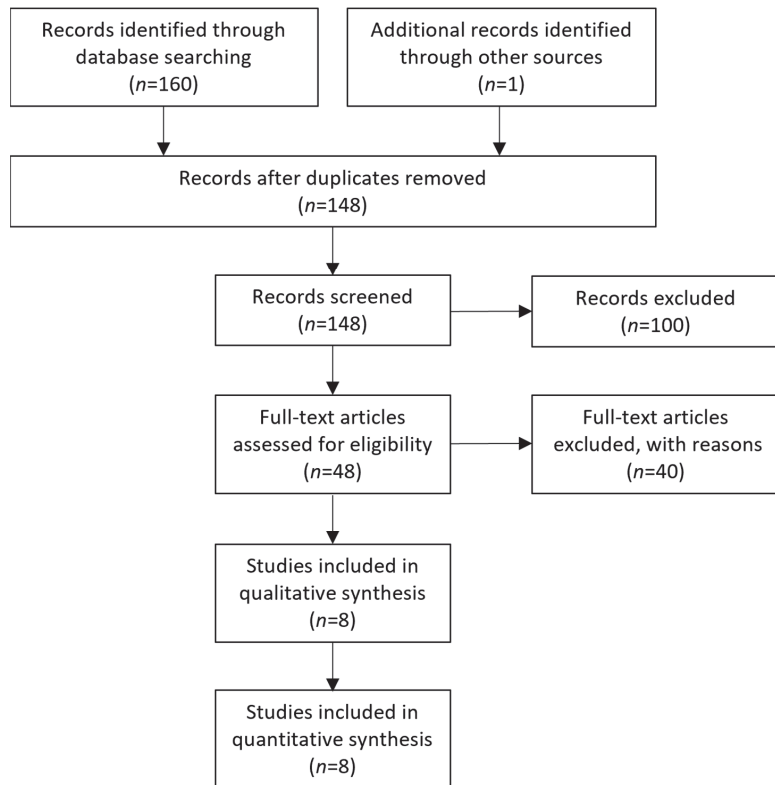 Records identified through
database searching
(n=160)
Additional records identified
through other sources
(n=1)
Records after duplicates removed
(n=148)
Records screened
(n=148)
Records excluded
(n=100)
Full-text articles
assessed for eligibility
(n=48)
Full-text articles
excluded, with reasons
(n=40)
Studies included in
qualitative synthesis
(n=8)
Studies included in
quantitative synthesis
(n=8)